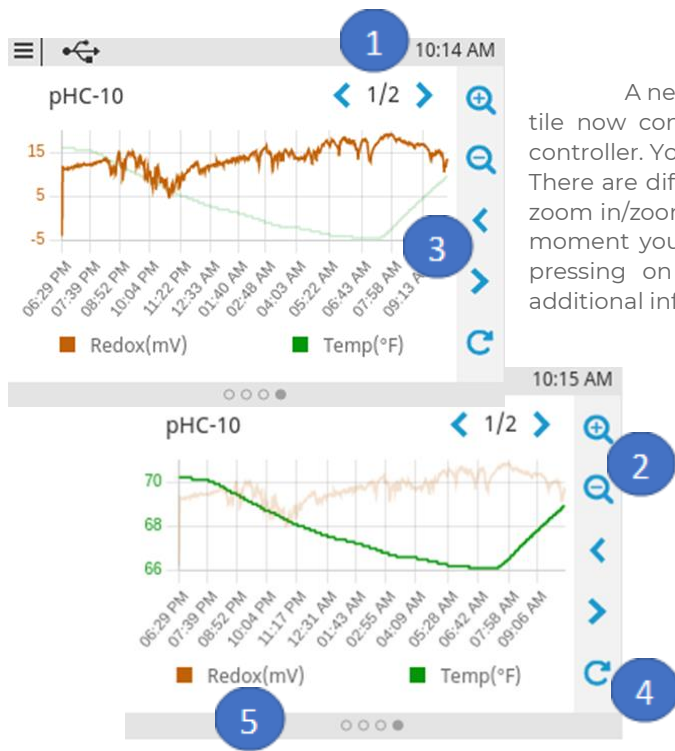 1
10:14 AM
pHC-10
1/2
15
5
-5
06:29 PM
07:39 PM
08:52 PM
10:04 PM
11:22 PM
12:33 AM
01:40 AM
02:48 AM
04:03 AM
05:22 AM
06:43 AM
07:58 AM
09:13 AM
3
Redox(mV)
Temp(°F)
A ne
tile now con
controller. Yo
There are dif
zoom in/zoor
moment you
pressing on
additional inf
10:15 AM
pHC-10
1/2
2
70
68
66
06:29 PM
07:39 PM
08:52 PM
10:04 PM
11:17 PM
12:31 AM
01:43 AM
02:55 AM
04:09 AM
05:28 AM
06:42 AM
07:58 AM
09:06 AM
Redox(mV)
Temp(°F)
4
5